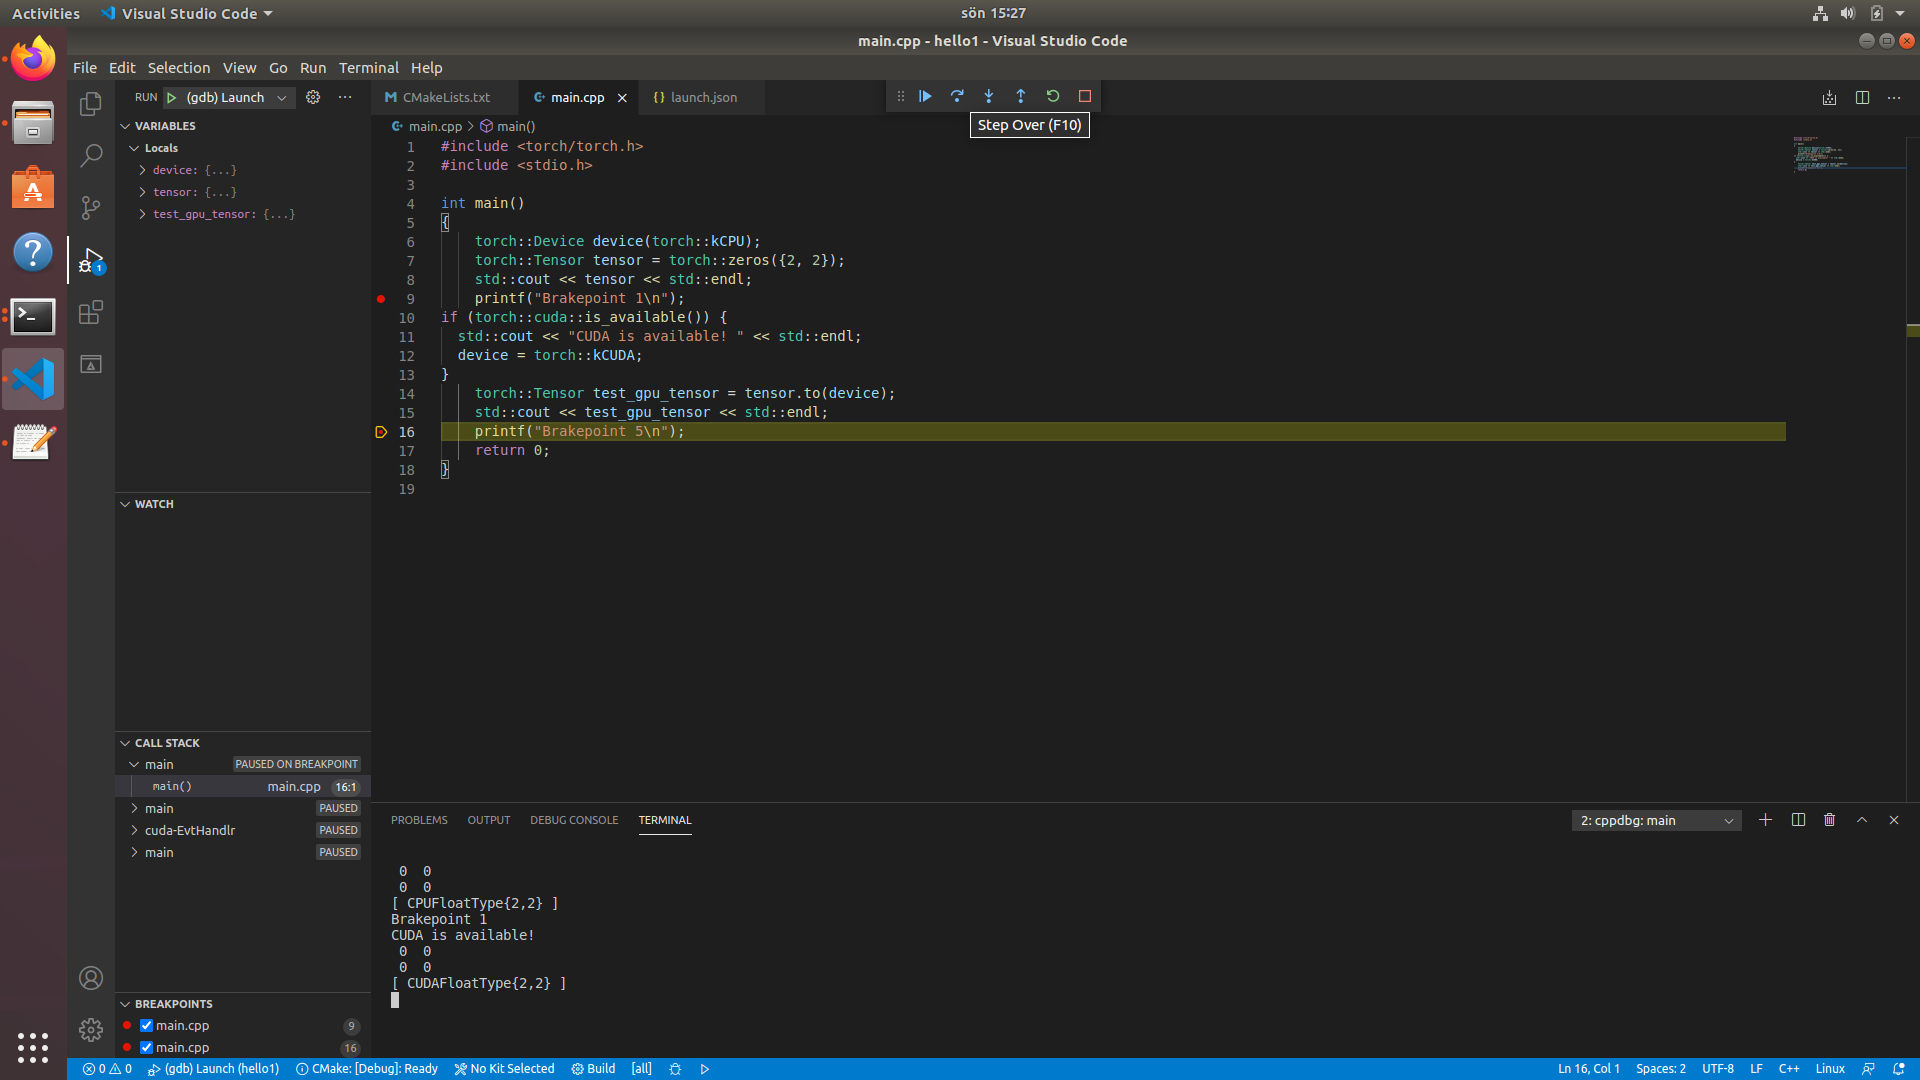 Activities
Visual Studio Code
sön 15:27
main.cpp - hello1 - Visual Studio Code
File Edit Selection View Go Run Terminal Help
RUN (gdb) Launch
CMakeLists.txt
main.cpp
launch.json
Step Over (F10)
main.cpp > main()
VARIABLES
Locals
device: {...}
tensor: {...}
test_gpu_tensor: {...}
1 #include <torch/torch.h>
2 #include <stdio.h>
3
4 int main()
5 {
6 torch::Device device(torch::kCPU);
7 torch::Tensor tensor = torch::zeros({2, 2});
8 std::cout << tensor << std::endl;
9 printf("Brakepoint 1\n");
10 if (torch::cuda::is_available()) {
11 std::cout << "CUDA is available! " << std::endl;
12 device = torch::kCUDA;
13 }
14 torch::Tensor test_gpu_tensor = tensor.to(device);
15 std::cout << test_gpu_tensor << std::endl;
16 printf("Brakepoint 5\n");
17 return 0;
18 }
19
1
WATCH
CALL STACK
main PAUSED ON BREAKPOINT
main() main.cpp 16:1
main PAUSED
cuda-EvtHandlr PAUSED
main PAUSED
BREAKPOINTS
main.cpp 9
main.cpp 16
PROBLEMS OUTPUT DEBUG CONSOLE TERMINAL
2: cppdbg: main
0 0
0 0
[ CPUFloatType{2,2} ]
Brakepoint 1
CUDA is available!
0 0
0 0
[ CUDAFloatType{2,2} ]
0 0 (gdb) Launch (hello1) CMake: [Debug]: Ready No Kit Selected Build [all]
Ln 16, Col 1 Spaces: 2 UTF-8 LF C++ Linux